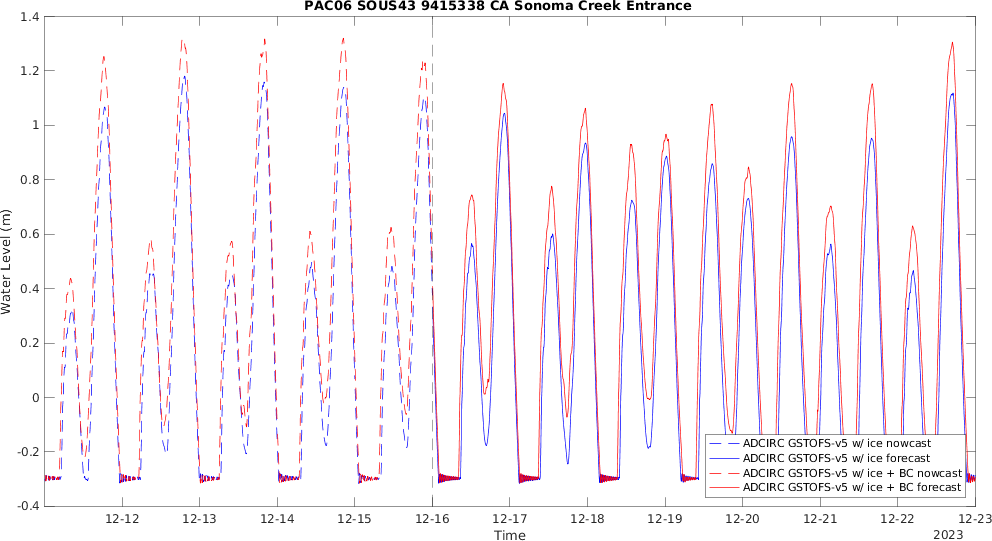 PAC06 SOUS43 9415338 CA Sonoma Creek Entrance
1.4
1.2
1
0.8
0.6
0.4
0.2
0
-0.2
-0.4
Water Level (m)
ADCIRC GSTOFS-v5 w/ ice nowcast
ADCIRC GSTOFS-v5 w/ ice forecast
ADCIRC GSTOFS-v5 w/ ice + BC nowcast
ADCIRC GSTOFS-v5 w/ ice + BC forecast
12-12 12-13 12-14 12-15 12-16 12-17 12-18 12-19 12-20 12-21 12-22 12-23
Time
2023